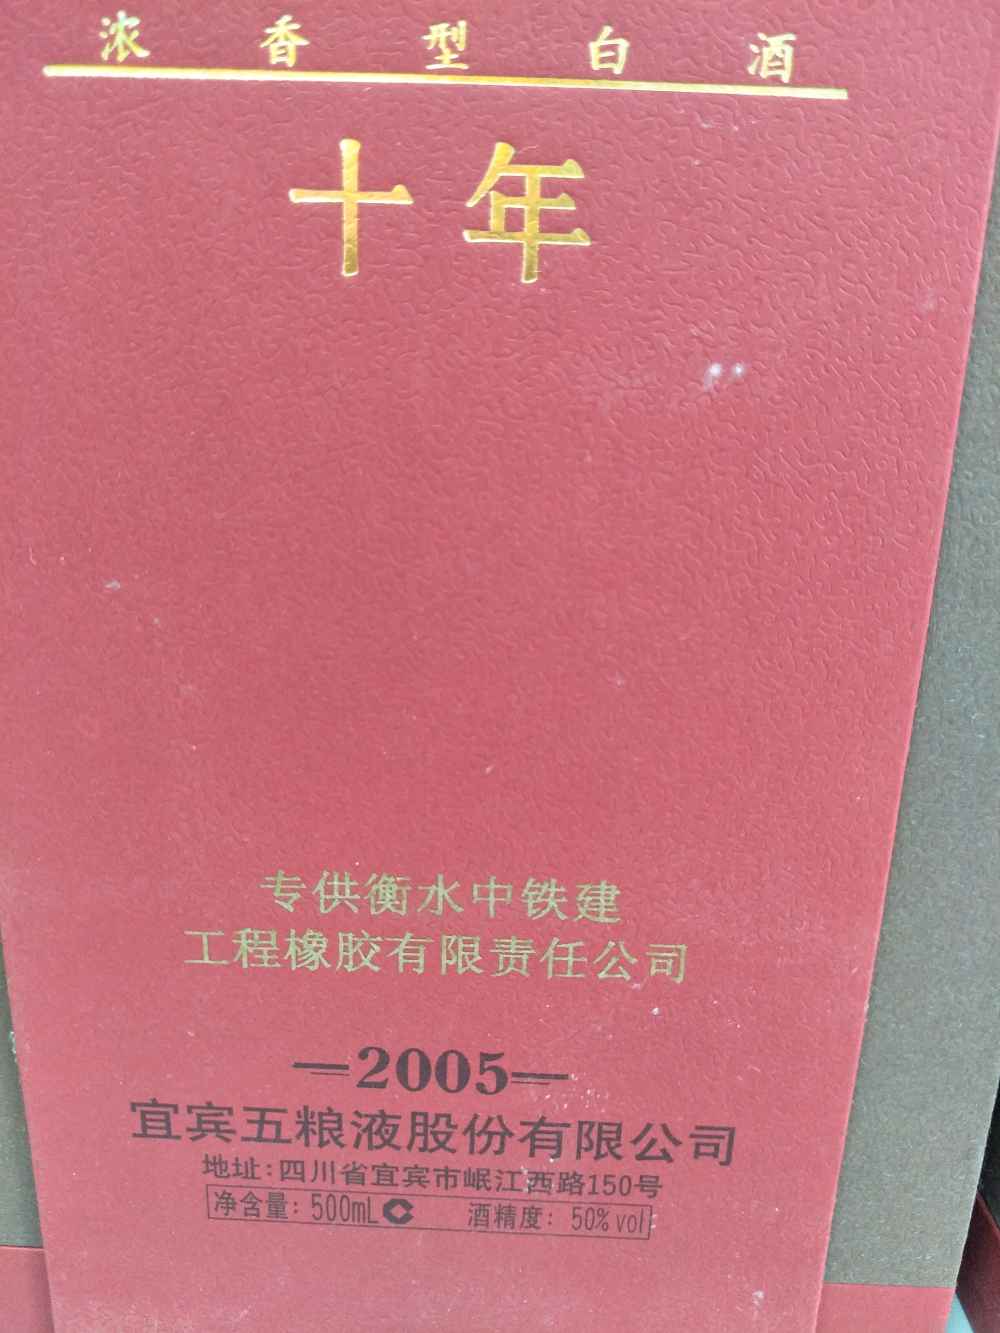 浓香型白酒
十年
专供衡水中铁建
工程橡胶有限责任公司
—2005—
宜宾五粮液股份有限公司
地址:四川省宜宾市岷江西路150号
净含量: 500mL 酒精度: 50%vol